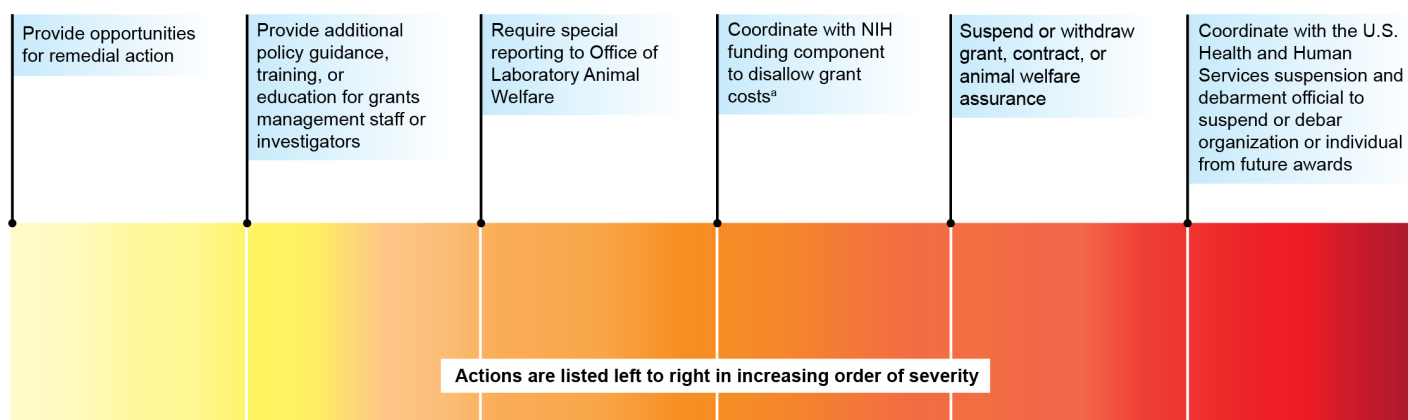 Provide opportunities
for remedial action
Provide additional
policy guidance,
training, or
education for grants
management staff or
investigators
Require special
reporting to Office of
Laboratory Animal
Welfare
Coordinate with NIH
funding component
to disallow grant
costsᵃ
Suspend or withdraw
grant, contract, or
animal welfare
assurance
Coordinate with the U.S.
Health and Human
Services suspension and
debarment official to
suspend or debar
organization or individual
from future awards
Actions are listed left to right in increasing order of severity